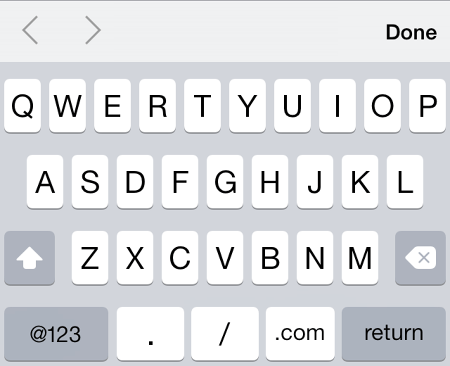 Done
Q W E R T Y U I O P
A S D F G H J K L
Z X C V B N M
@123 . / .com return